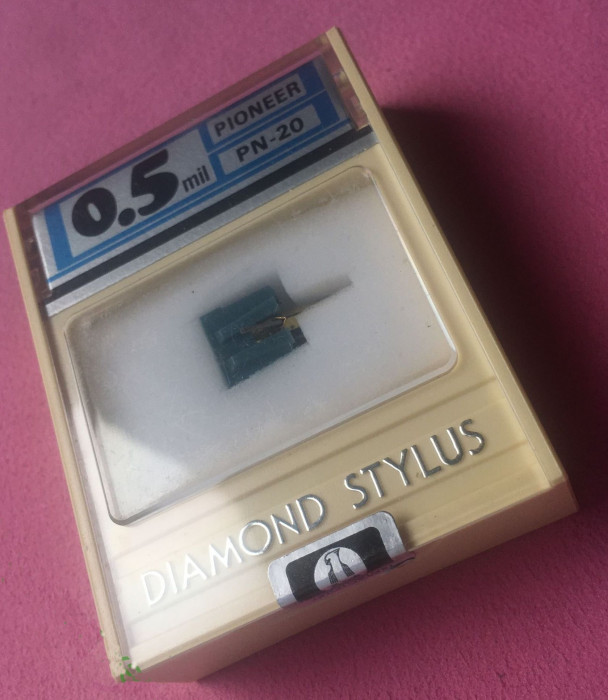 PIONEER
0.5 mil PN-20
DIAMOND STYLUS